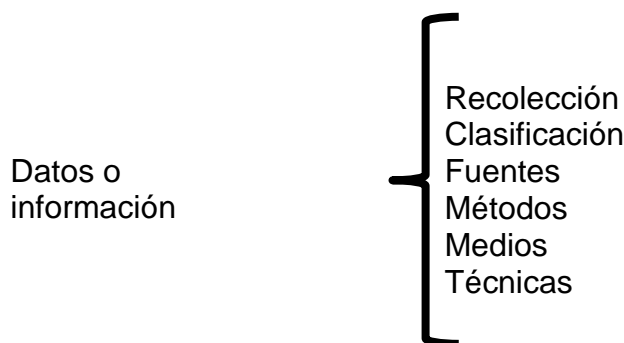 Datos o
información
Recolección
Clasificación
Fuentes
Métodos
Medios
Técnicas